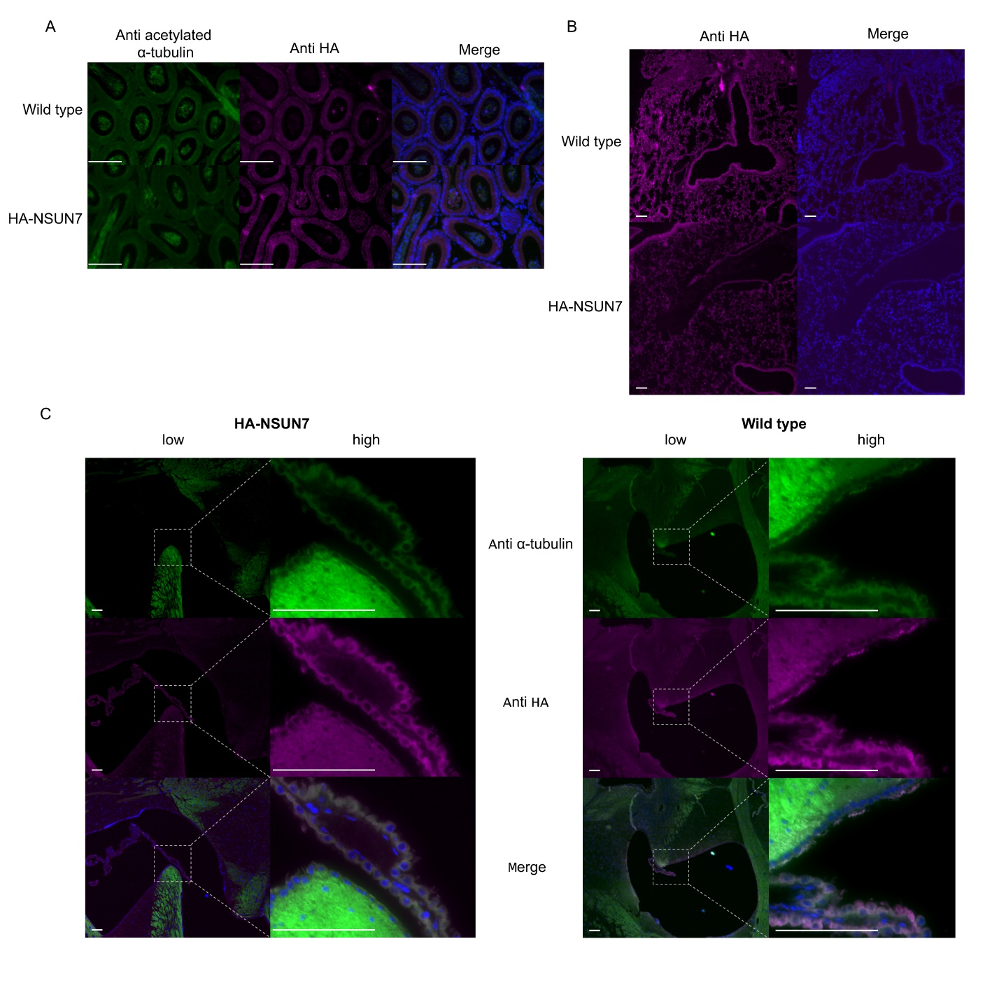 A
Anti acetylated
α-tubulin
Anti HA
Merge
Wild type
HA-NSUN7
B
Anti HA
Merge
Wild type
HA-NSUN7
C
HA-NSUN7
low
high
Wild type
low
high
Anti α-tubulin
Anti HA
Merge